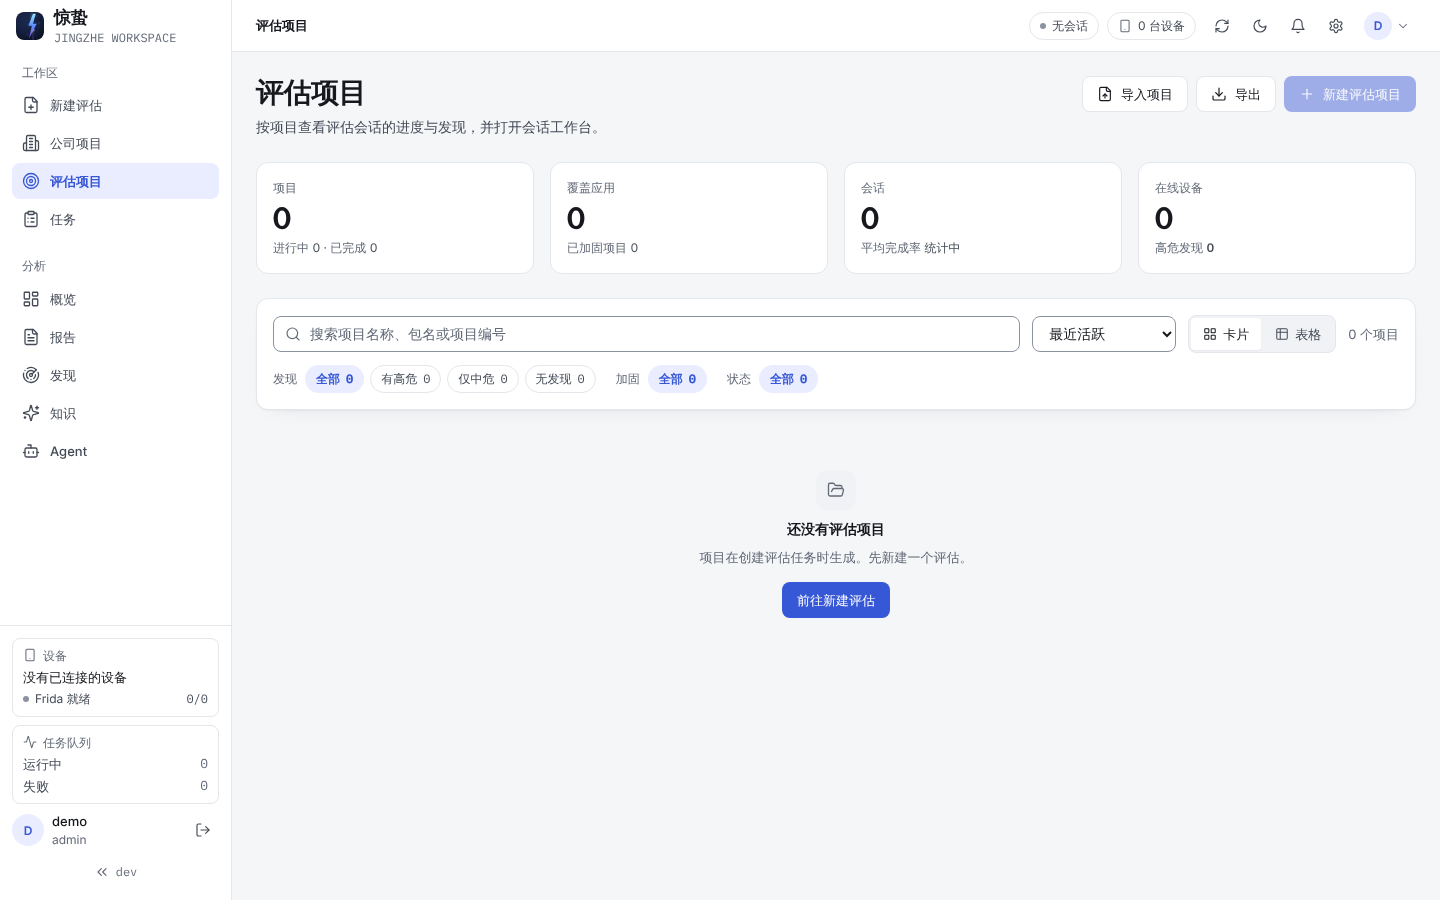 惊蛰
JINGZHE WORKSPACE
工作区
新建评估
公司项目
评估项目
任务
分析
概览
报告
发现
知识
Agent
设备
没有已连接的设备
Frida 就绪 0/0
任务队列
运行中 0
失败 0
D demo
admin
dev
评估项目
无会话
0 台设备
D
评估项目
按项目查看评估会话的进度与发现，并打开会话工作台。
导入项目
导出
新建评估项目
项目
0
进行中 0 · 已完成 0
覆盖应用
0
已加固项目 0
会话
0
平均完成率 统计中
在线设备
0
高危发现 0
搜索项目名称、包名或项目编号
最近活跃
卡片
表格
0 个项目
发现 全部 0 有高危 0 仅中危 0 无发现 0 加固 全部 0 状态 全部 0
还没有评估项目
项目在创建评估任务时生成。先新建一个评估。
前往新建评估